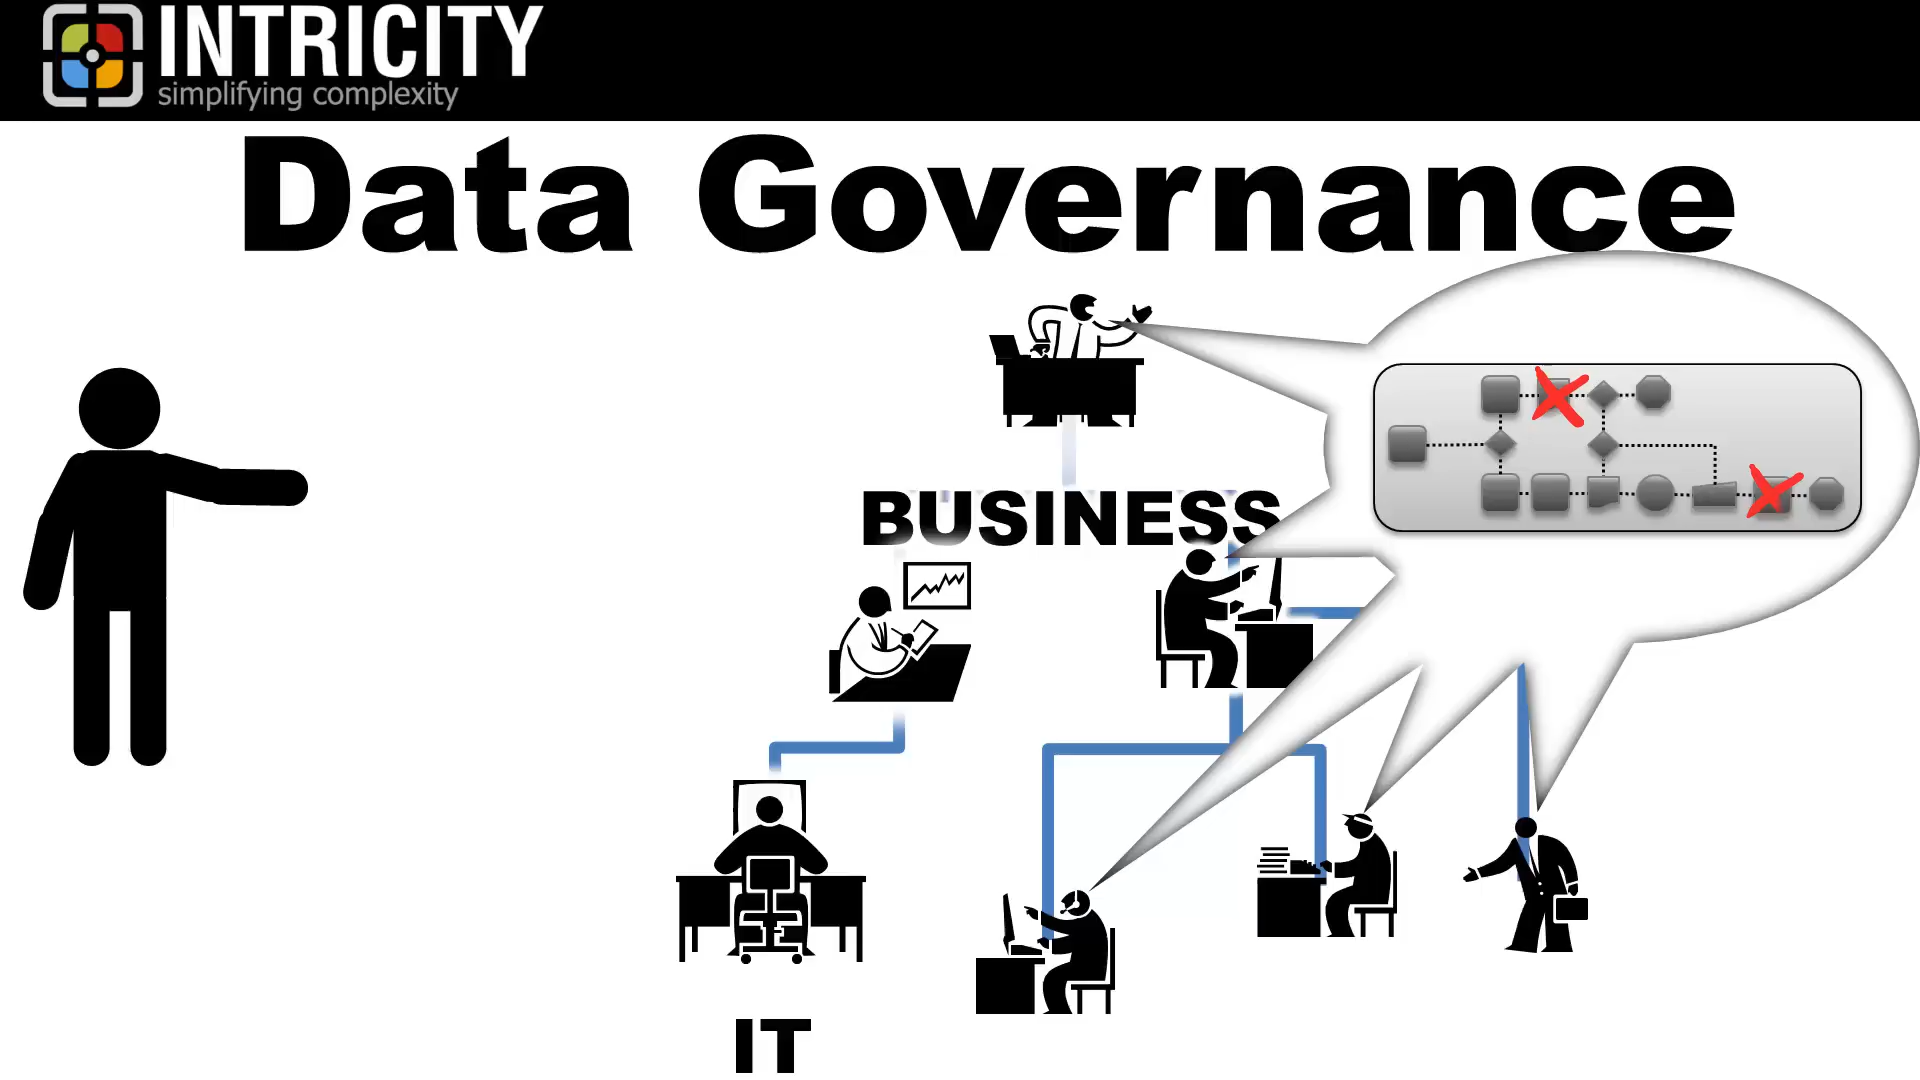 INTRICITY
simplifying complexity
Data Governance
BUSINESS
IT